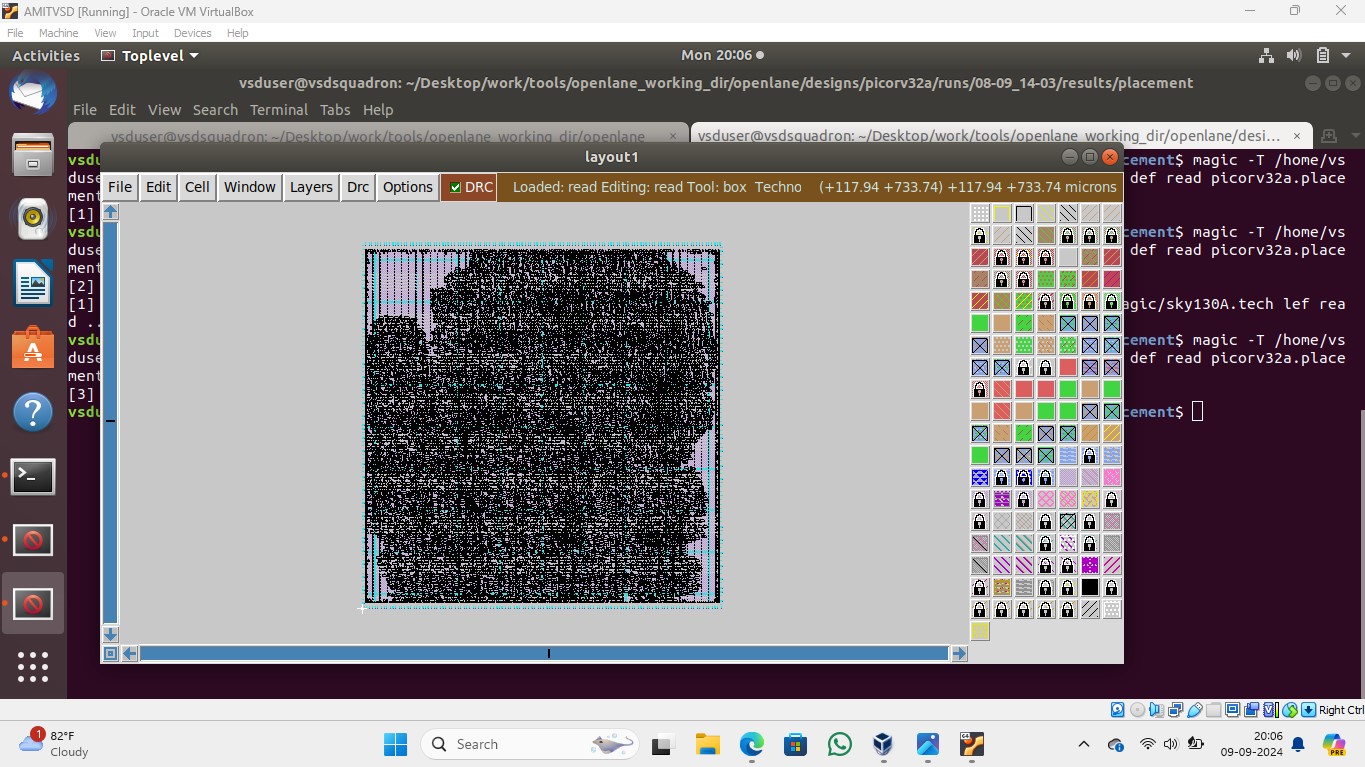 AMITVSD [Running] - Oracle VM VirtualBox
File Machine View Input Devices Help
Activities Toplevel Mon 20:06
vsduser@vsdsquadron: ~/Desktop/work/tools/openlane_working_dir/openlane/designs/picorv32a/runs/08-09_14-03/results/placement
File Edit View Search Terminal Tabs Help
vsduser@vsdsquadron: ~/Desktop/work/tools/openlane_working_dir/openlane
vsduser@vsdsquadron: ~/Desktop/work/tools/openlane_working_dir/openlane/desi...
layout1
File Edit Cell Window Layers Drc Options DRC Loaded: read Editing: read Tool: box Techno (+117.94 +733.74) +117.94 +733.74 microns
vsdu cement$ magic -T /home/vs
duse def read picorv32a.place
ment
[1]
vsdu cement$ magic -T /home/vs
duse def read picorv32a.place
ment
[2]
[1] agic/sky130A.tech lef rea
d ..
vsdu cement$ magic -T /home/vs
duse def read picorv32a.place
ment
[3]
vsdu cement$
Right Ctrl
1
82°F
Cloudy
Search
20:06
09-09-2024
PRE